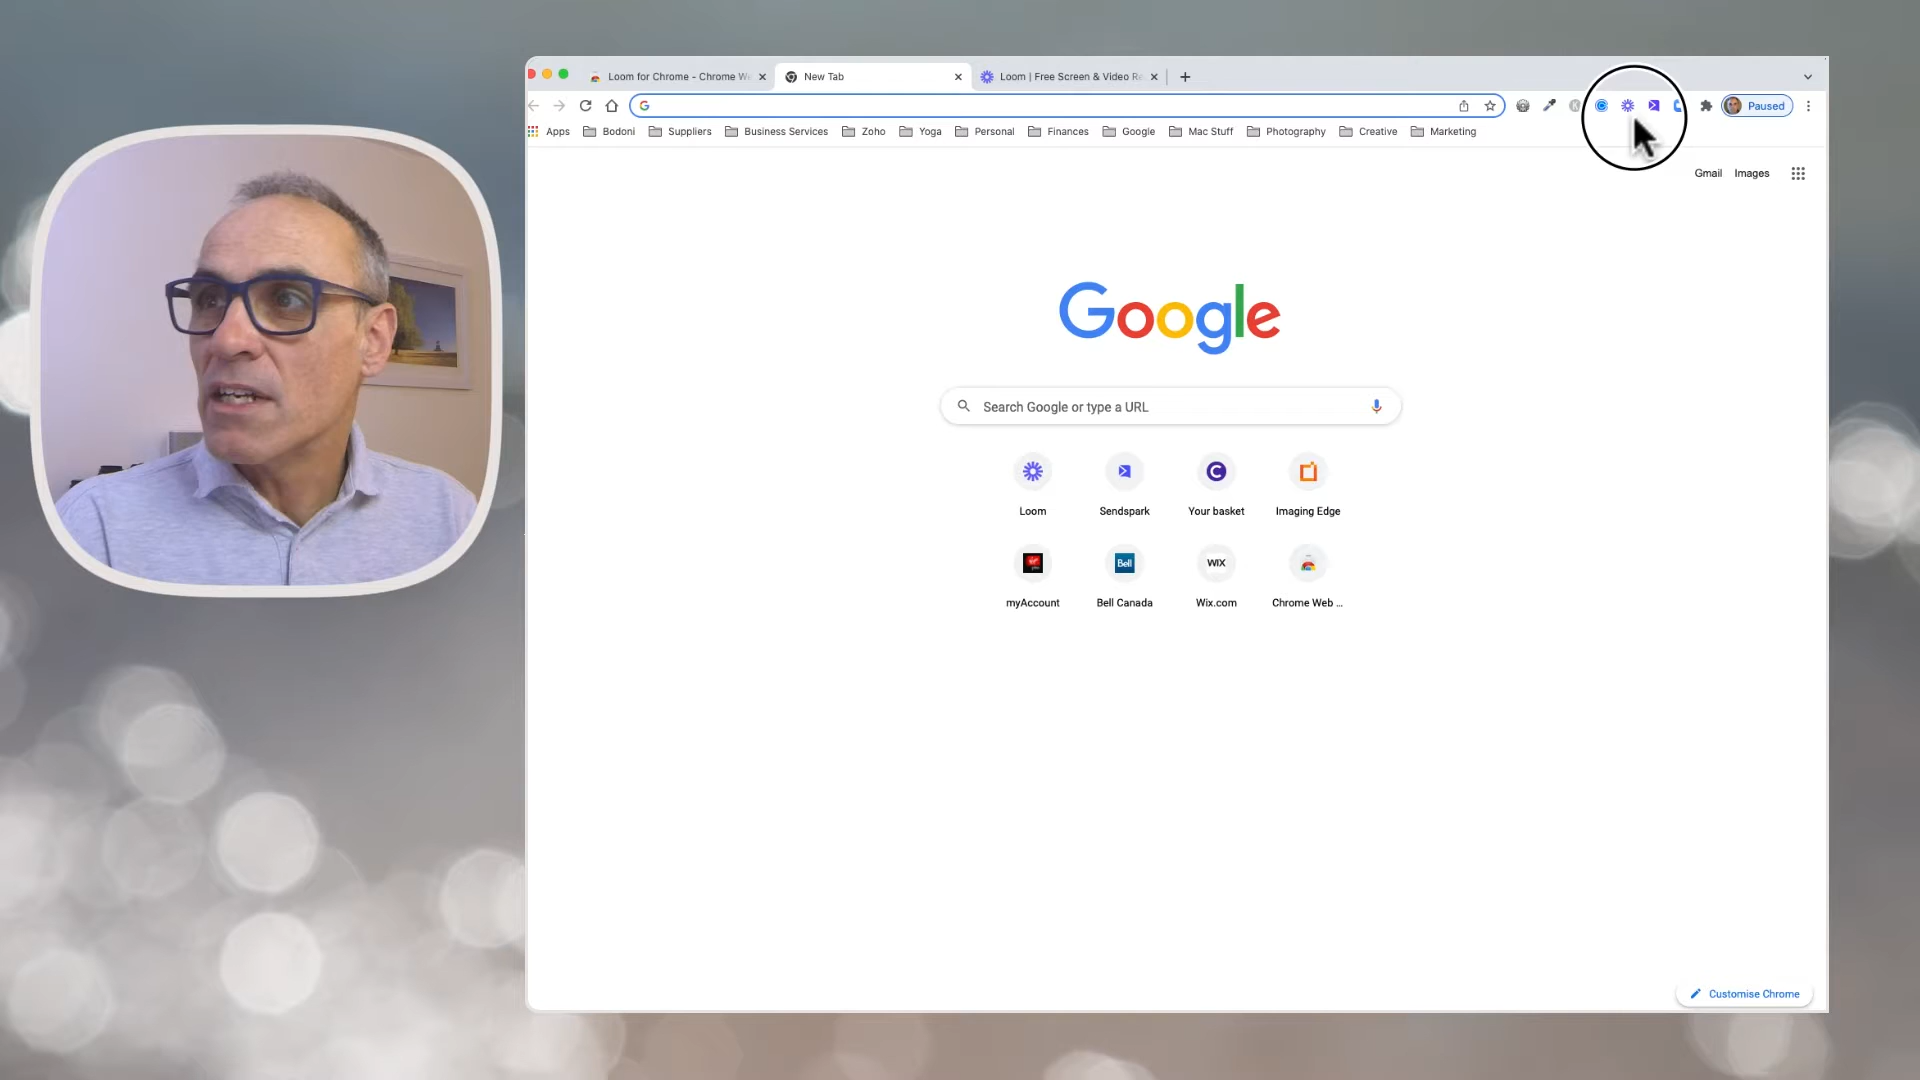 Loom for Chrome - Chrome We
New Tab
Loom | Free Screen & Video Re
Paused
Apps Bodoni Suppliers Business Services Zoho Yoga Personal Finances Google Mac Stuff Photography Creative Marketing
Gmail Images
Google
Search Google or type a URL
Loom Sendspark Your basket Imaging Edge
Bell WIX
myAccount Bell Canada Wix.com Chrome Web ...
Customise Chrome